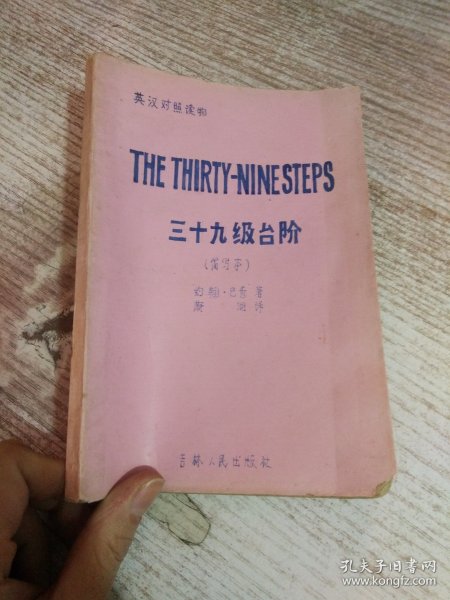 英汉对照读物
THE THIRTY-NINE STEPS
三十九级台阶
(简写本)
约翰·巴肯 著
译
吉林人民出版社
孔夫子旧书网
www.kongfz.com